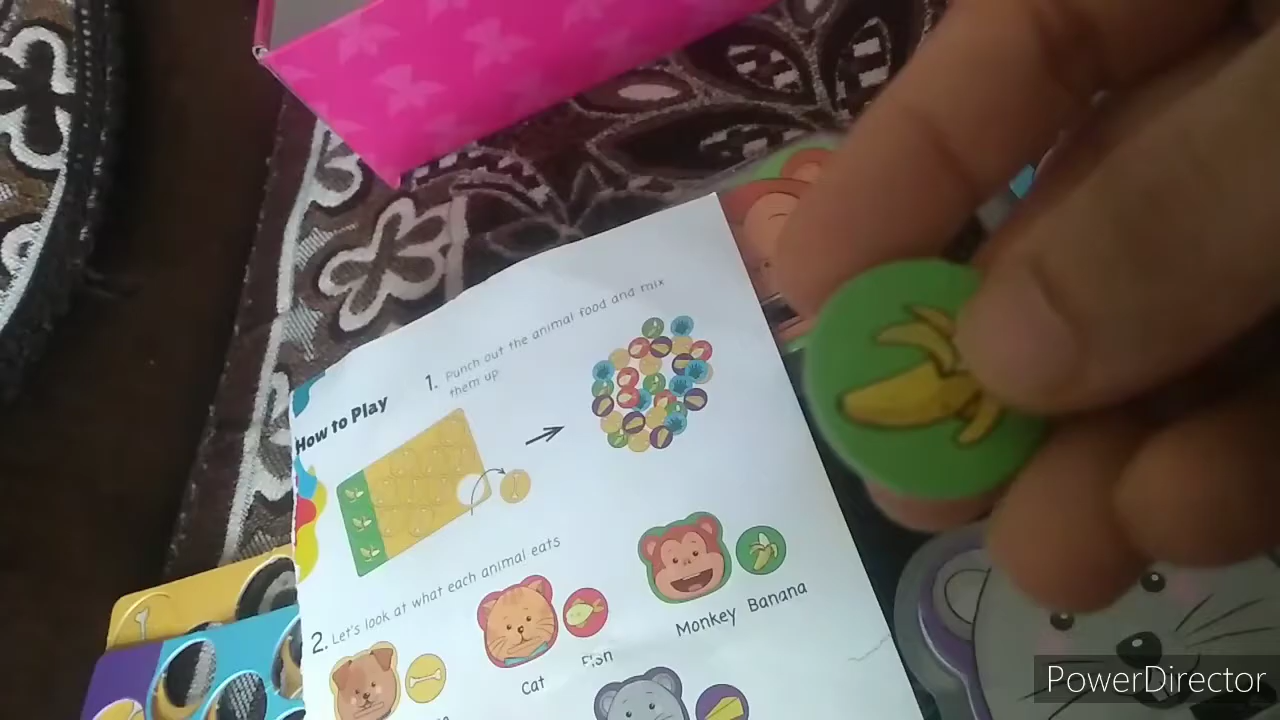 How to Play
1. Punch out the animal food and mix
them up
2. Let's look at what each animal eats
Monkey Banana
Cat Fish
PowerDirector